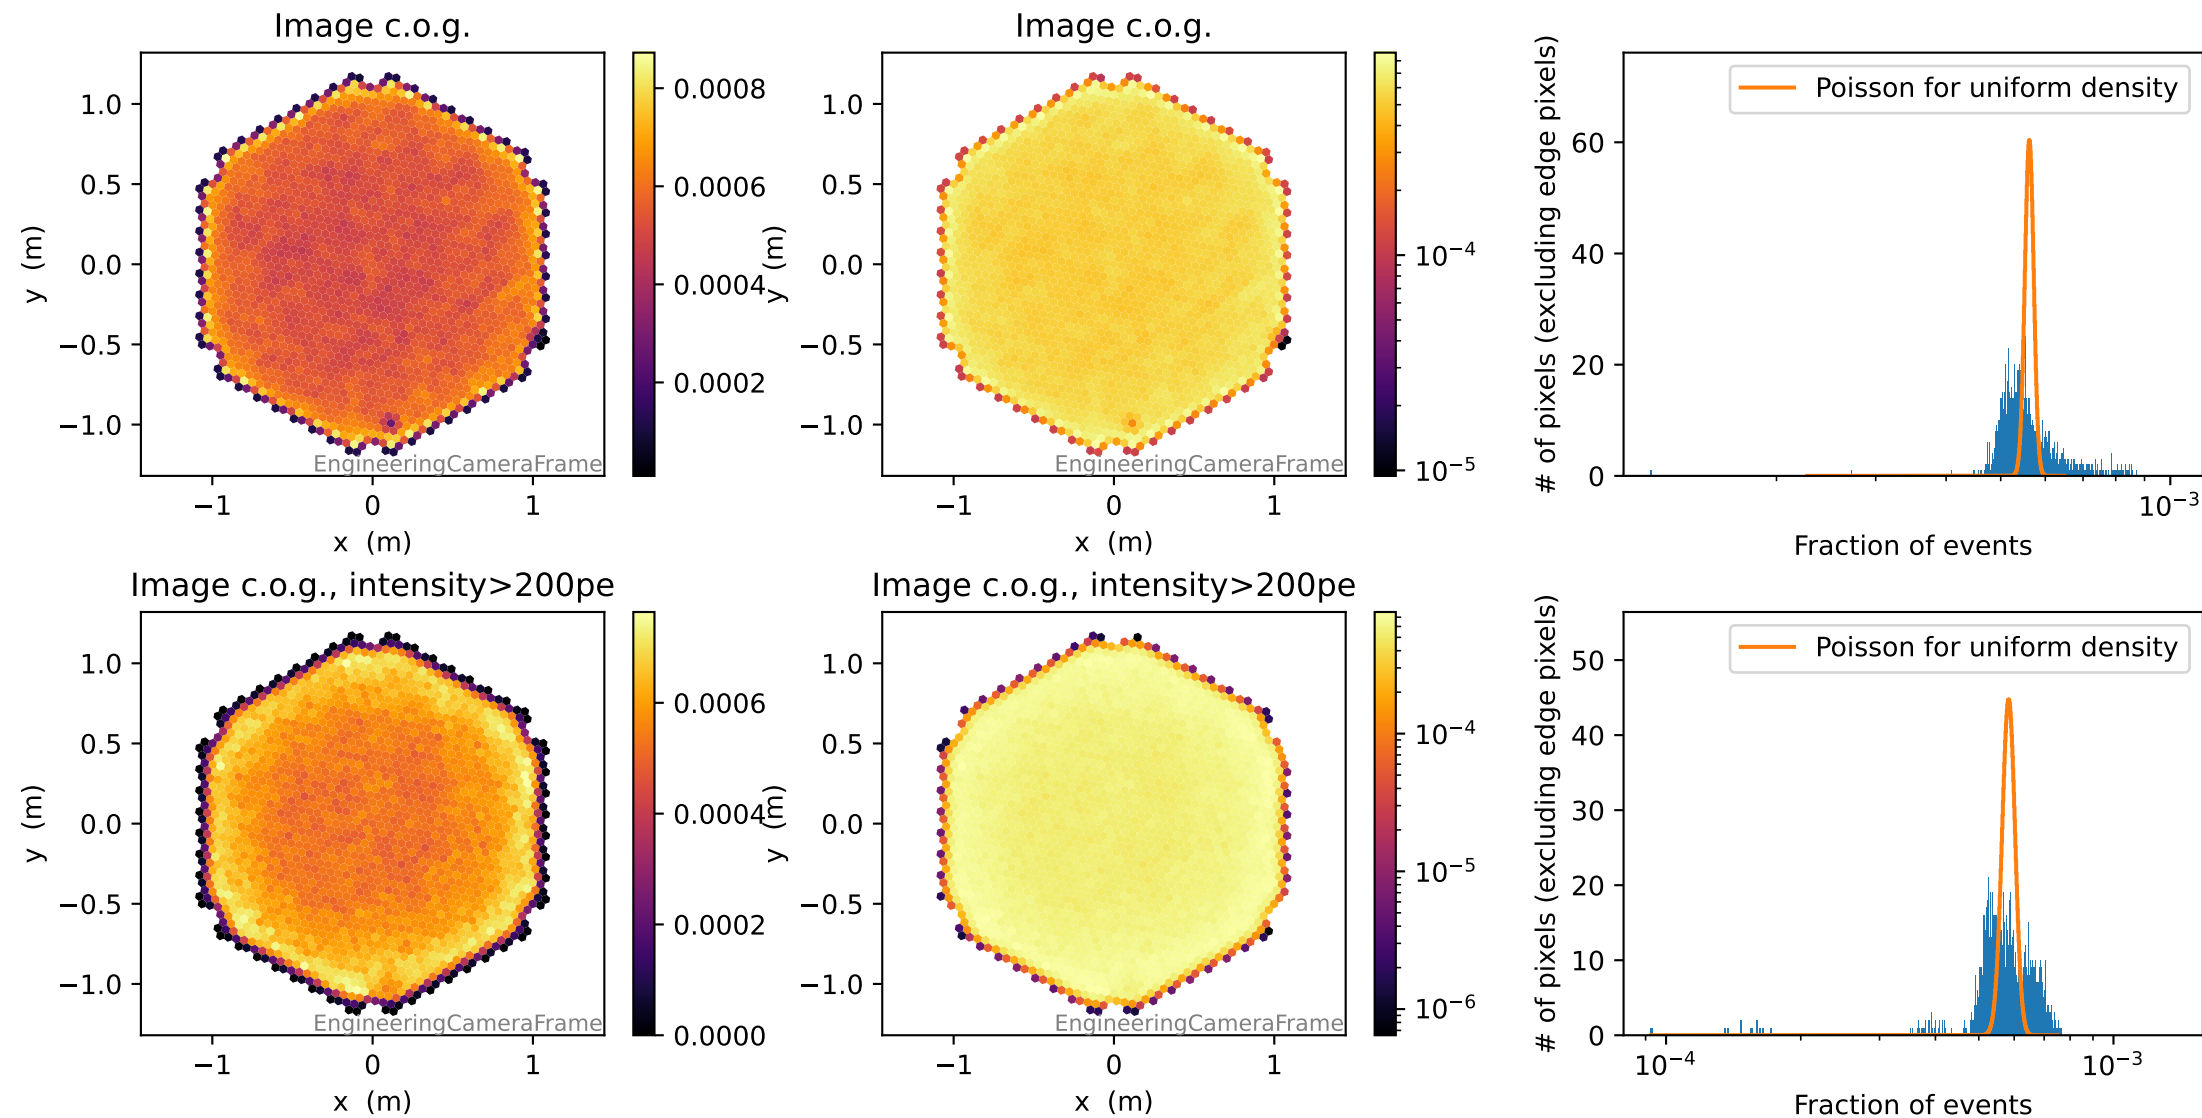 Image c.o.g.
1.0
0.5
0.0
−0.5
−1.0
y (m)
−1
0
1
x (m)
EngineeringCameraFrame
0.0008
0.0006
0.0004
0.0002
Image c.o.g.
1.0
0.5
0.0
−0.5
−1.0
y (m)
−1
0
1
x (m)
EngineeringCameraFrame
10⁻⁴
10⁻⁵
Poisson for uniform density
# of pixels (excluding edge pixels)
60
40
20
0
10⁻³
Fraction of events
Image c.o.g., intensity>200pe
1.0
0.5
0.0
−0.5
−1.0
y (m)
−1
0
1
x (m)
EngineeringCameraFrame
0.0006
0.0004
0.0002
0.0000
Image c.o.g., intensity>200pe
1.0
0.5
0.0
−0.5
−1.0
y (m)
−1
0
1
x (m)
EngineeringCameraFrame
10⁻⁴
10⁻⁵
10⁻⁶
Poisson for uniform density
# of pixels (excluding edge pixels)
50
40
30
20
10
0
10⁻⁴
10⁻³
Fraction of events